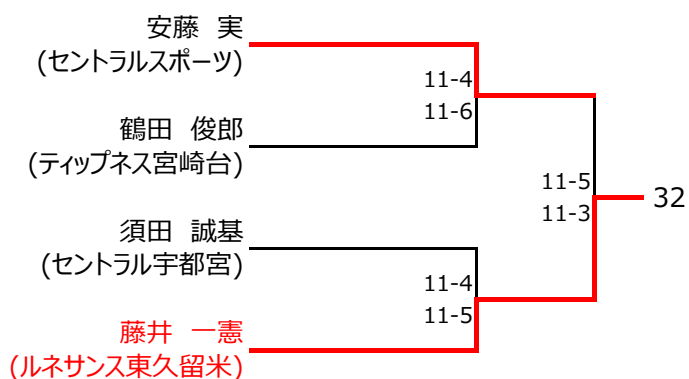 安藤 実
(セントラルスポーツ)
11-4
11-6
鶴田 俊郎
(ティップネス宮崎台)
11-5
11-3
32
須田 誠基
(セントラル宇都宮)
11-4
11-5
藤井 一憲
(ルネサンス東久留米)